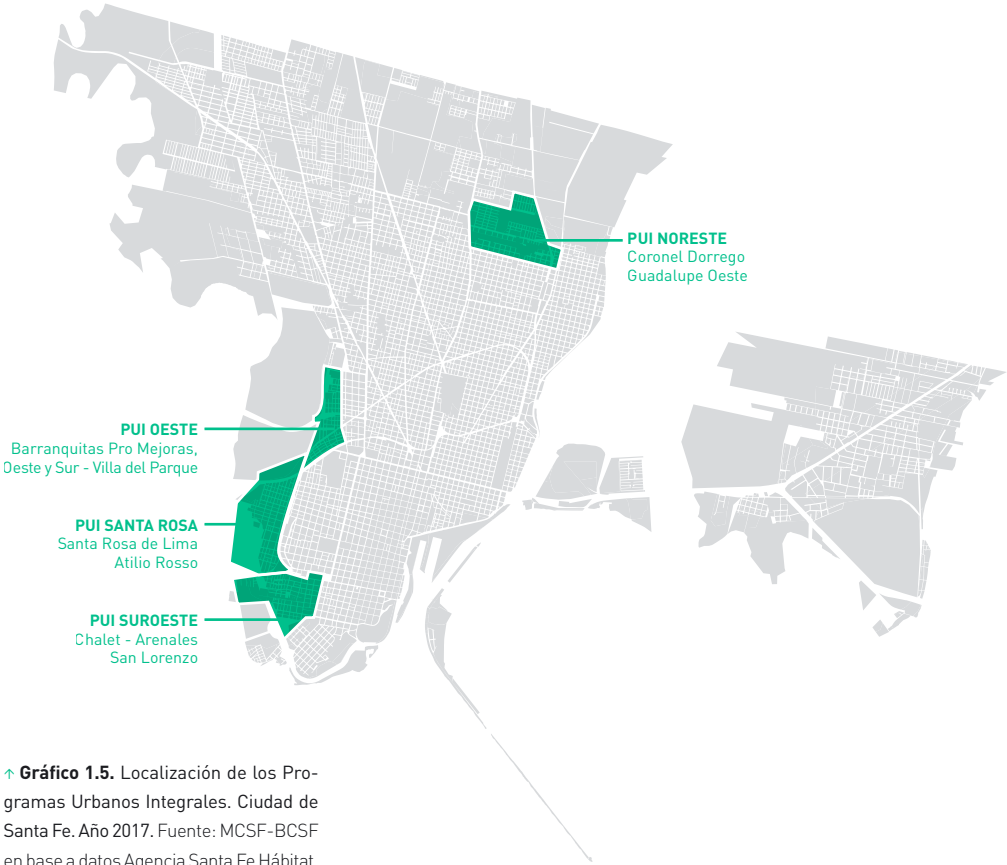 PUI NORESTE
Coronel Dorrego
Guadalupe Oeste
PUI OESTE
Barranquitas Pro Mejoras,
Oeste y Sur - Villa del Parque
PUI SANTA ROSA
Santa Rosa de Lima
Atilio Rosso
PUI SUROESTE
Chalet - Arenales
San Lorenzo
↑ Gráfico 1.5. Localización de los Pro-
gramas Urbanos Integrales. Ciudad de
Santa Fe. Año 2017. Fuente: MCSF-BCSF
en base a datos Agencia Santa Fe Hábitat.